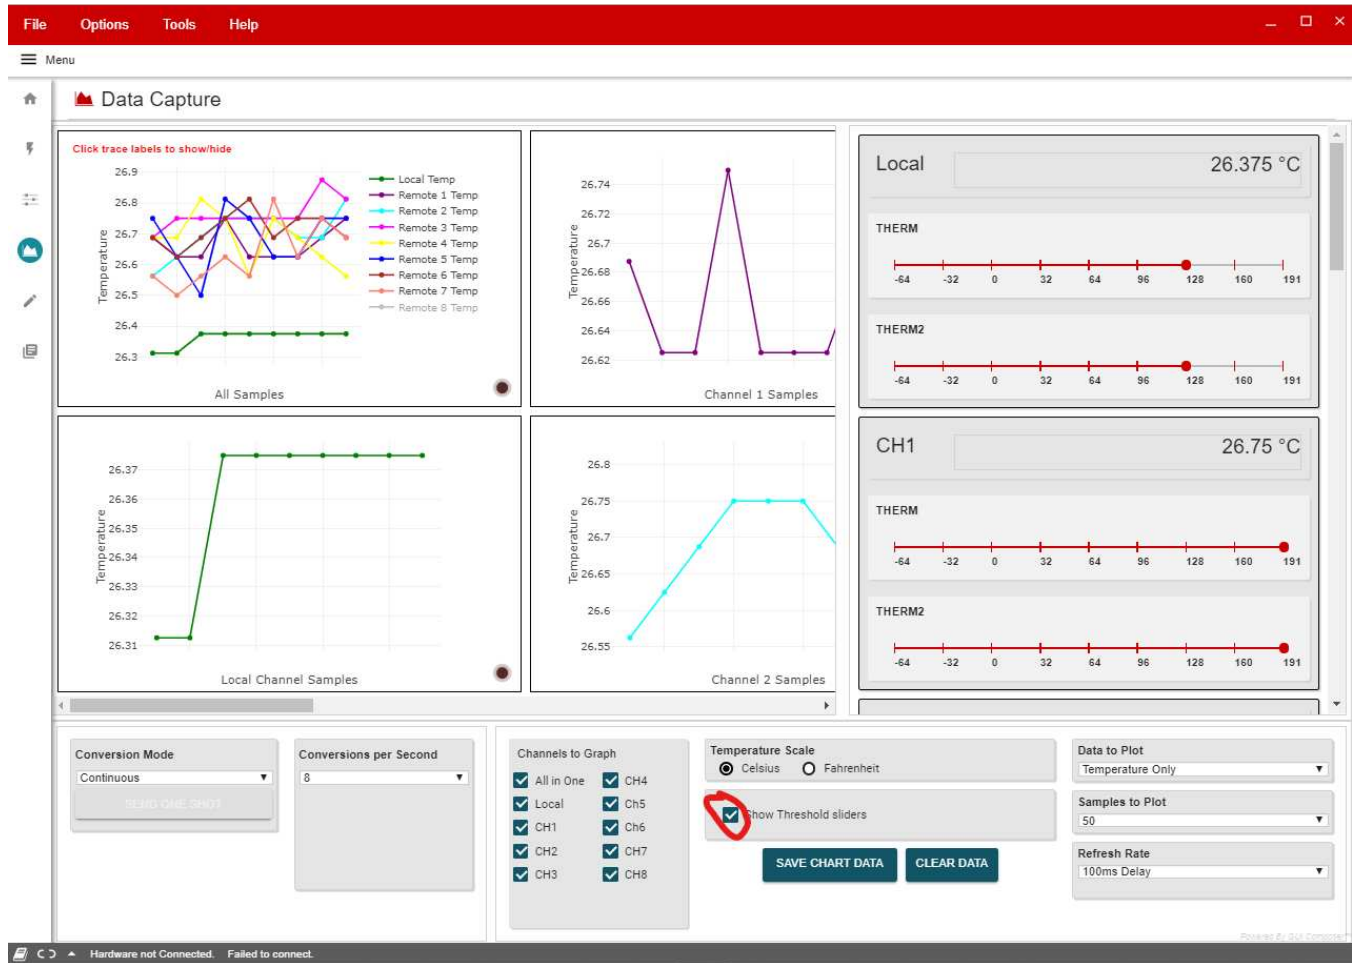 File Options Tools Help
Menu
Data Capture
Click trace labels to show/hide
26.9
26.8
26.7
26.6
26.5
26.4
26.3
Temperature
Local Temp
Remote 1 Temp
Remote 2 Temp
Remote 3 Temp
Remote 4 Temp
Remote 5 Temp
Remote 6 Temp
Remote 7 Temp
Remote 8 Temp
All Samples
26.74
26.72
26.7
26.68
26.66
26.64
26.62
Temperature
Channel 1 Samples
26.37
26.36
26.35
26.34
26.33
26.32
26.31
Temperature
Local Channel Samples
26.8
26.75
26.7
26.65
26.6
26.55
Temperature
Channel 2 Samples
Local 26.375 °C
THERM
-64 -32 0 32 64 96 128 160 191
THERM2
-64 -32 0 32 64 96 128 160 191
CH1 26.75 °C
THERM
-64 -32 0 32 64 96 128 160 191
THERM2
-64 -32 0 32 64 96 128 160 191
Conversion Mode
Continuous
SEND ONE SHOT
Conversions per Second
8
Channels to Graph
All in One CH4
Local Ch5
CH1 Ch6
CH2 CH7
CH3 CH8
Temperature Scale
Celsius Fahrenheit
Show Threshold sliders
SAVE CHART DATA CLEAR DATA
Data to Plot
Temperature Only
Samples to Plot
50
Refresh Rate
100ms Delay
Powered By GUI Composer
Hardware not Connected. Failed to connect.